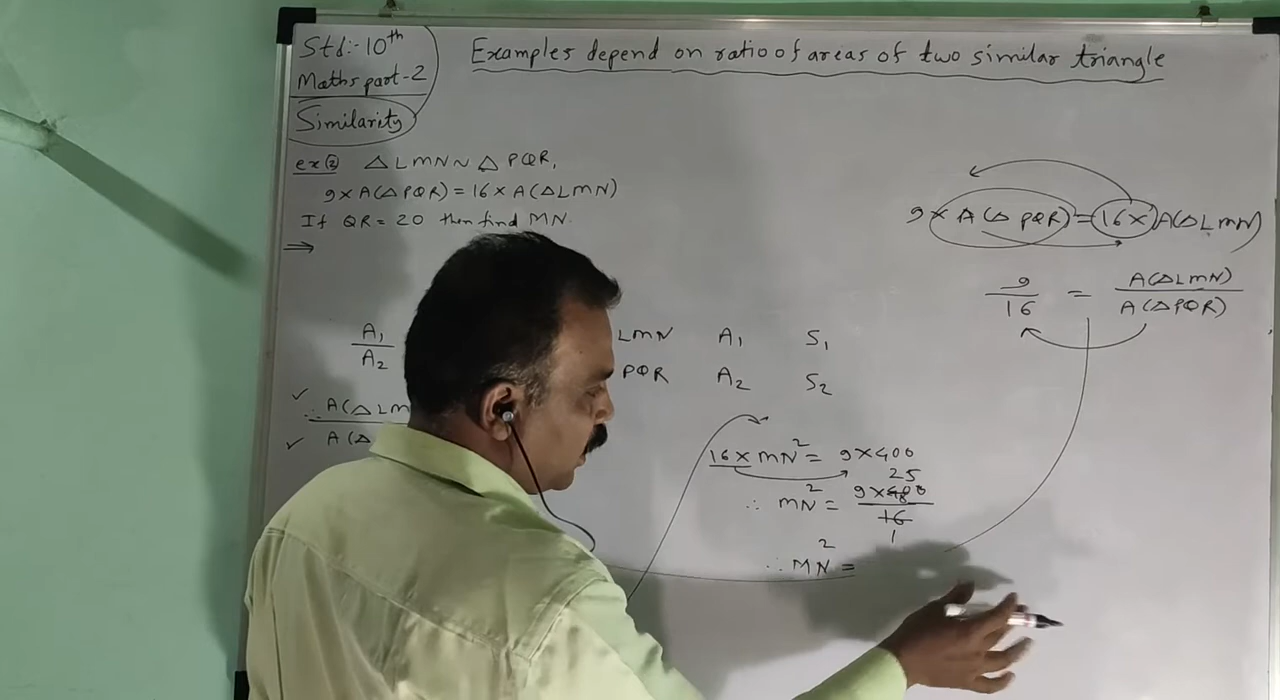 Std:- 10th
Maths part-2
Similarity
Examples depend on ratio of areas of two similar triangle
ex② △LMN ~ △PQR,
9 × A(△PQR) = 16 × A(△LMN)
If QR = 20 then find MN.
⇒
A₁
A₂
LMN A₁ S₁
PQR A₂ S₂
∴ A(△LM
A(△
9 × A(△PQR) = 16 × A(△LMN)
9/16 = A(△LMN)/A(△PQR)
16 × MN² = 9 × 400
25
∴ MN² = 9 × 400/16
1
∴ MN² =